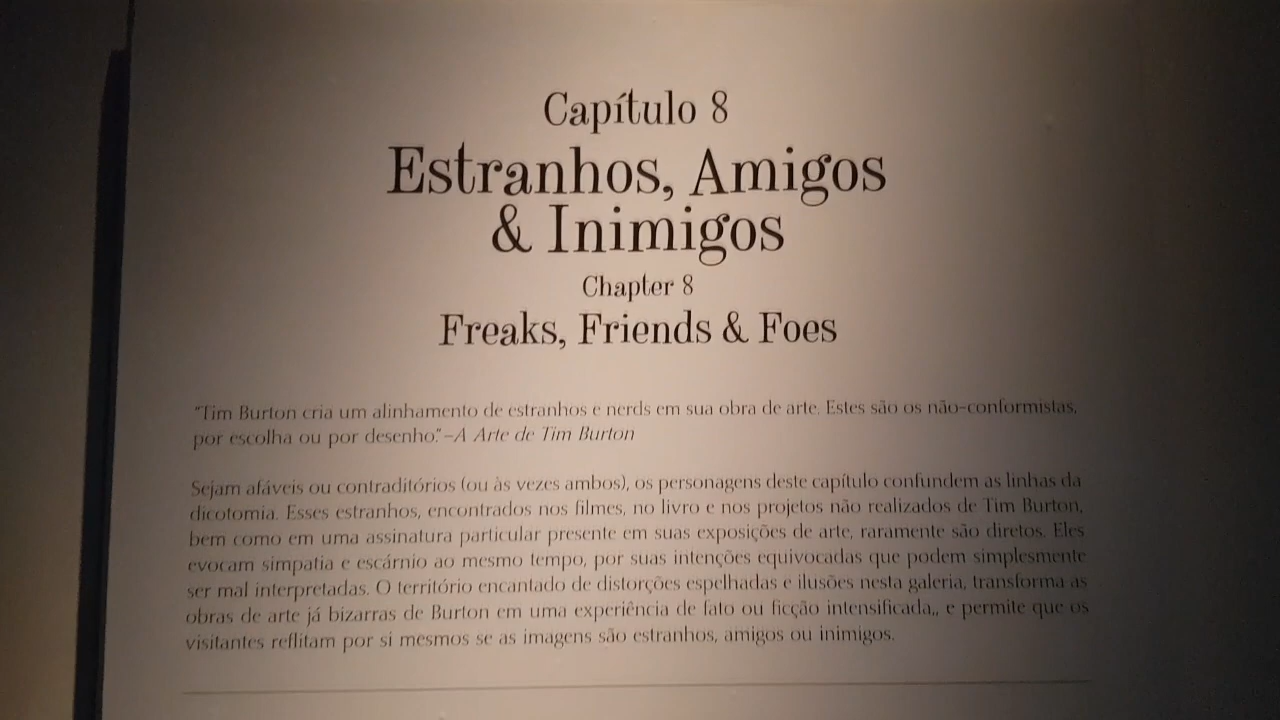 Capítulo 8
Estranhos, Amigos
& Inimigos
Chapter 8
Freaks, Friends & Foes
"Tim Burton cria um alinhamento de estranhos e nerds em sua obra de arte. Estes são os não-conformistas,
por escolha ou por desenho." –A Arte de Tim Burton
Sejam afáveis ou contraditórios (ou às vezes ambos), os personagens deste capítulo confundem as linhas da
dicotomia. Esses estranhos, encontrados nos filmes, no livro e nos projetos não realizados de Tim Burton,
bem como em uma assinatura particular presente em suas exposições de arte, raramente são diretos. Eles
evocam simpatia e escárnio ao mesmo tempo, por suas intenções equivocadas que podem simplesmente
ser mal interpretadas. O território encantado de distorções espelhadas e ilusões nesta galeria, transforma as
obras de arte já bizarras de Burton em uma experiência de fato ou ficção intensificada,, e permite que os
visitantes reflitam por si mesmos se as imagens são estranhos, amigos ou inimigos.